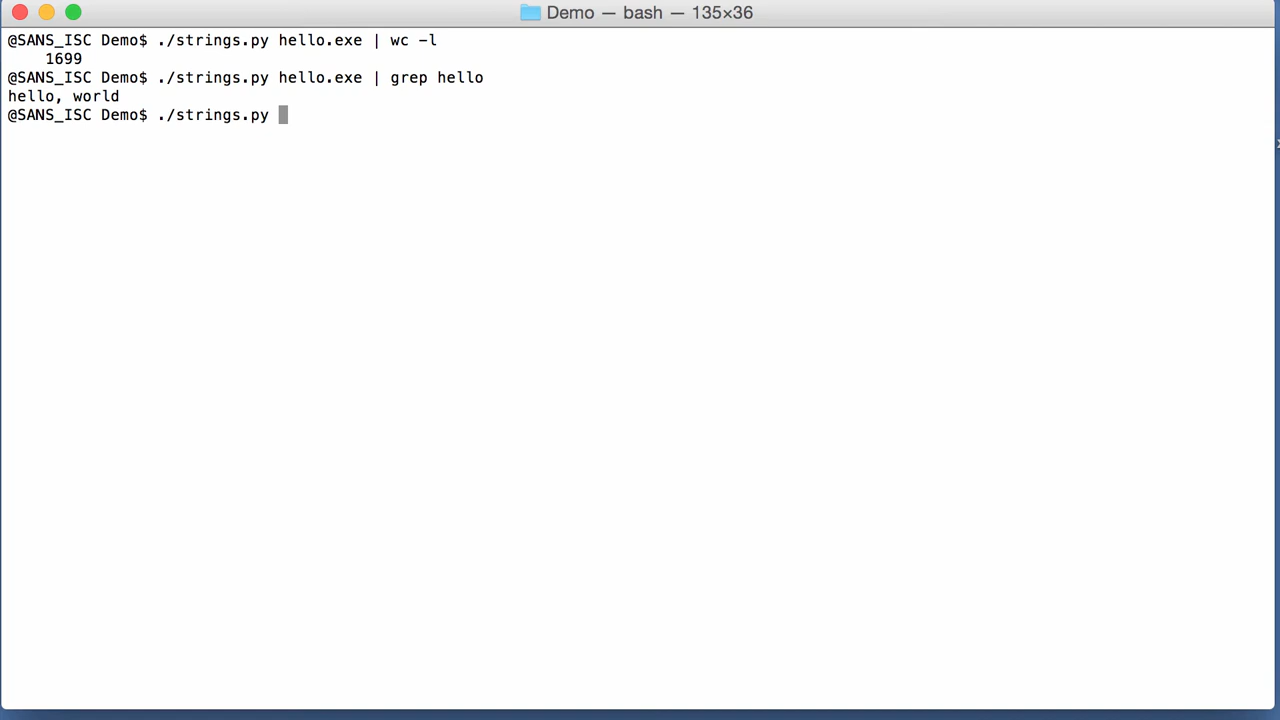 Demo — bash — 135×36
@SANS_ISC Demo$ ./strings.py hello.exe | wc -l
1699
@SANS_ISC Demo$ ./strings.py hello.exe | grep hello
hello, world
@SANS_ISC Demo$ ./strings.py